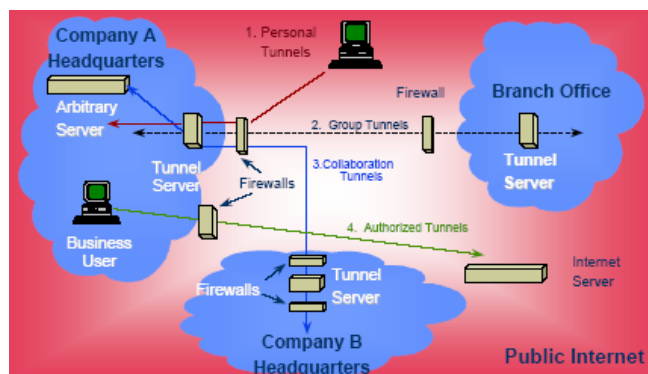 Company A
Headquarters
1. Personal
Tunnels
Arbitrary
Server
Firewall
Branch Office
2. Group Tunnels
Tunnel
Server
Firewalls
3.Collaboration
Tunnels
Tunnel
Server
Business
User
4. Authorized Tunnels
Internet
Server
Firewalls
Tunnel
Server
Company B
Headquarters
Public Internet